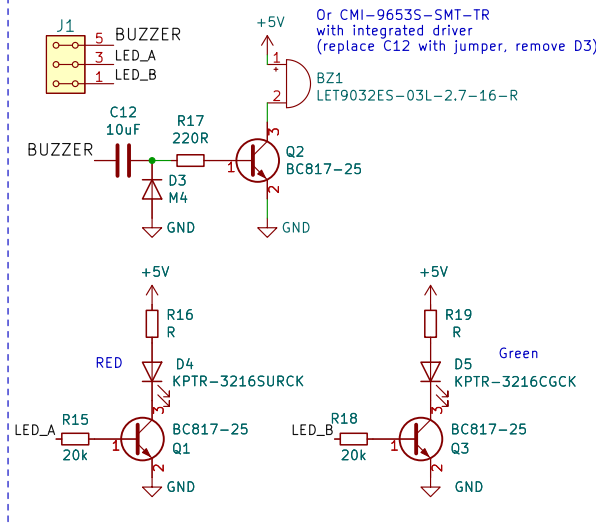 Or CMI-9653S-SMT-TR
with integrated driver
(replace C12 with jumper, remove D3)
J1
5 BUZZER
3 LED_A
1 LED_B
+5V
1
+
2
BZ1
LET9032ES-03L-2.7-16-R
C12
10uF
R17
220R
BUZZER
1
3
2
Q2
BC817-25
D3
M4
GND
GND
+5V
R16
R
RED
D4
KPTR-3216SURCK
LED_A
R15
20k
1
3
2
BC817-25
Q1
GND
+5V
R19
R
Green
D5
KPTR-3216CGCK
LED_B
R18
20k
1
3
2
BC817-25
Q3
GND